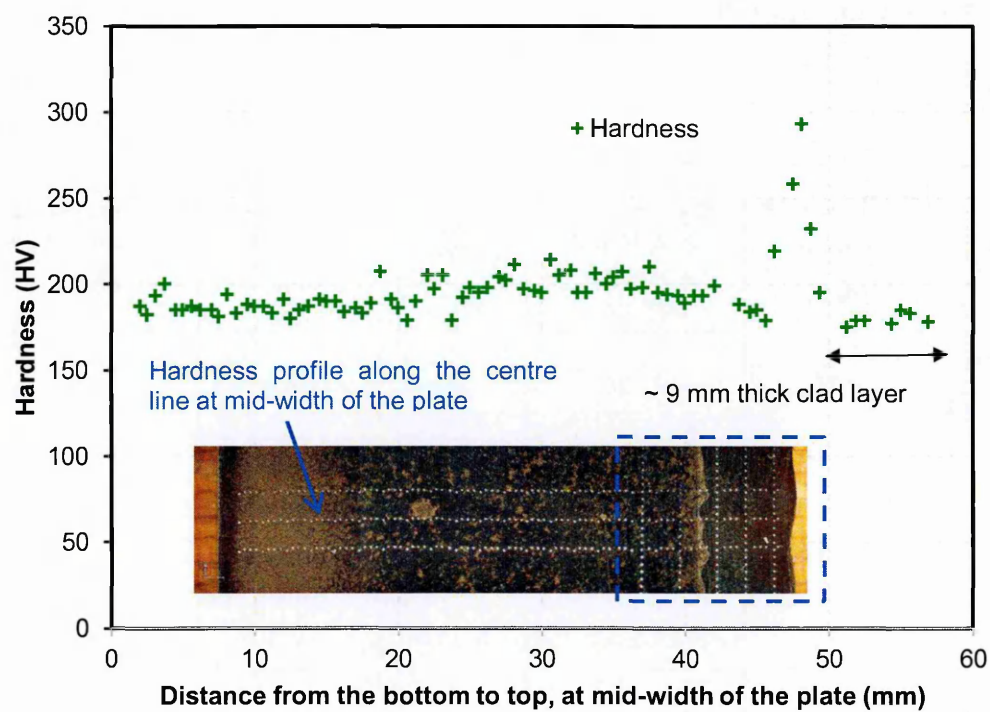 350
300
250
200
150
100
50
0
Hardness (HV)
Hardness
Hardness profile along the centre
line at mid-width of the plate
~ 9 mm thick clad layer
0 10 20 30 40 50 60
Distance from the bottom to top, at mid-width of the plate (mm)